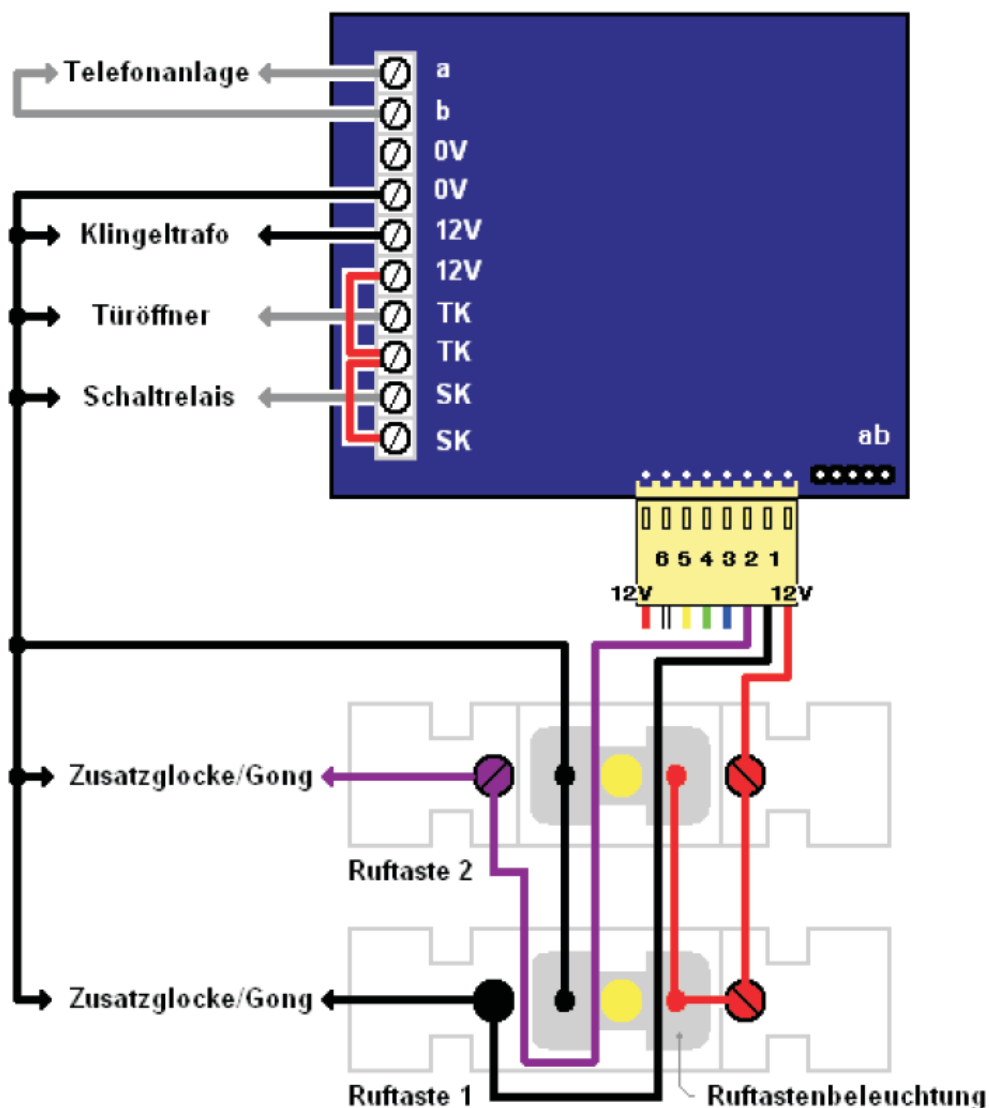 Telefonanlage
a
b
0V
0V
Klingeltrafo
12V
12V
Türöffner
TK
TK
Schaltrelais
SK
SK
ab
6 5 4 3 2 1
12V
12V
Zusatzglocke/Gong
Ruftaste 2
Zusatzglocke/Gong
Ruftaste 1
Ruftastenbeleuchtung